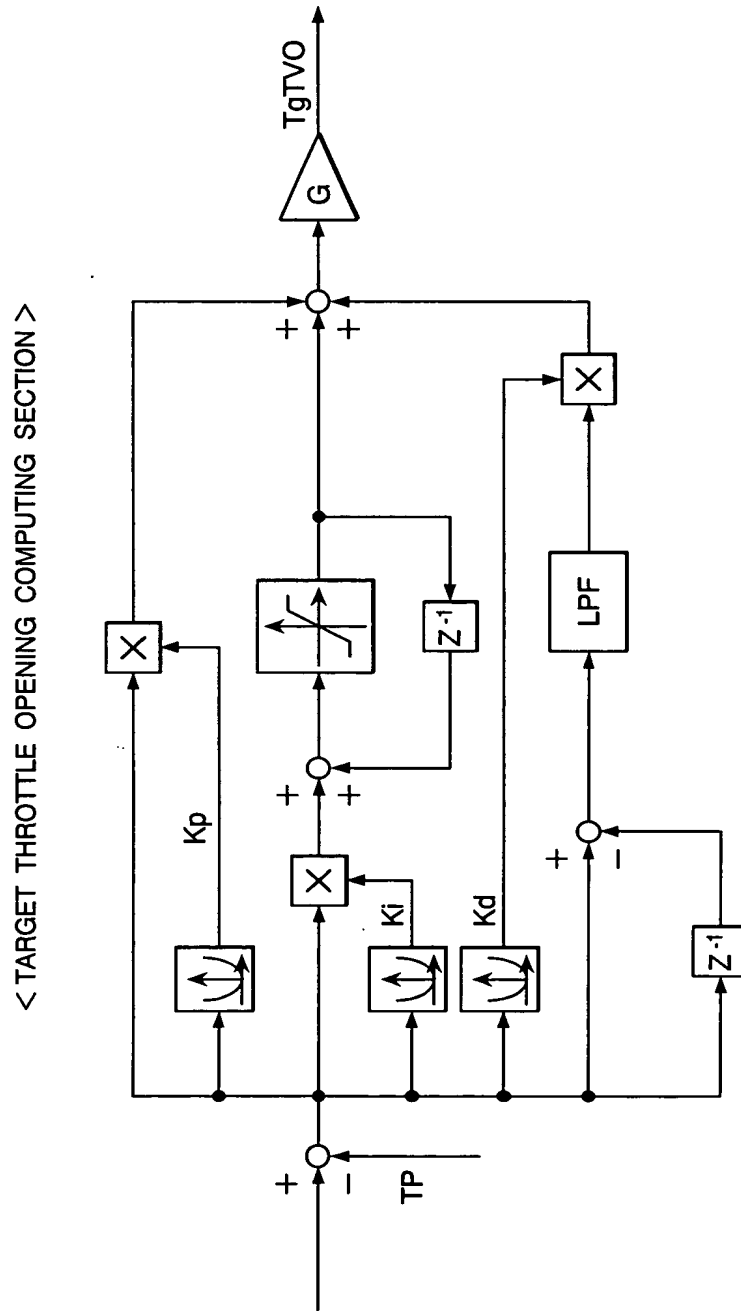 < TARGET THROTTLE OPENING COMPUTING SECTION >
TgTVO
G
+
+
X
X
Kp
Z⁻¹
LPF
+
+
X
Ki
Kd
+
-
Z⁻¹
+
-
TP